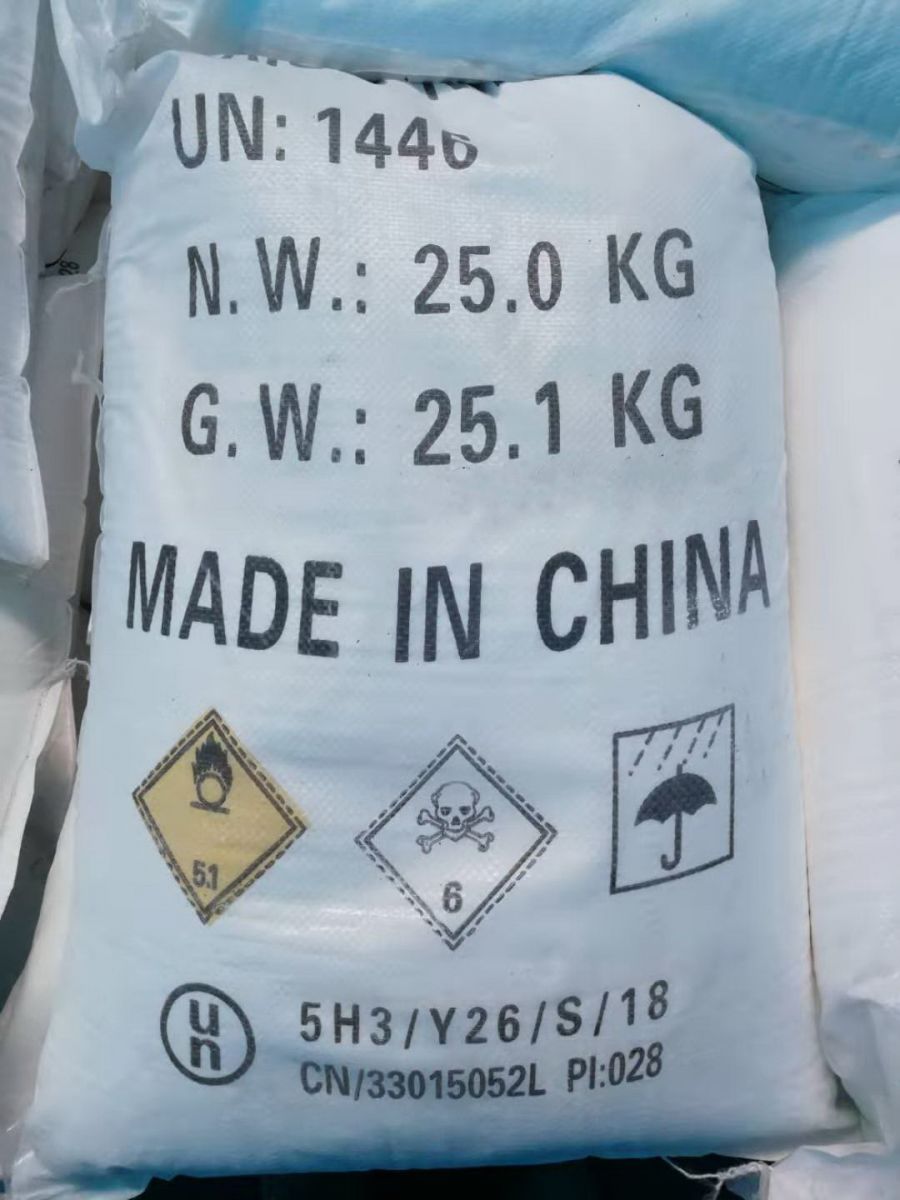 UN: 1446
N.W.: 25.0 KG
G.W.: 25.1 KG
MADE IN CHINA
5.1
6
un
5H3/Y26/S/18
CN/33015052L PI:028